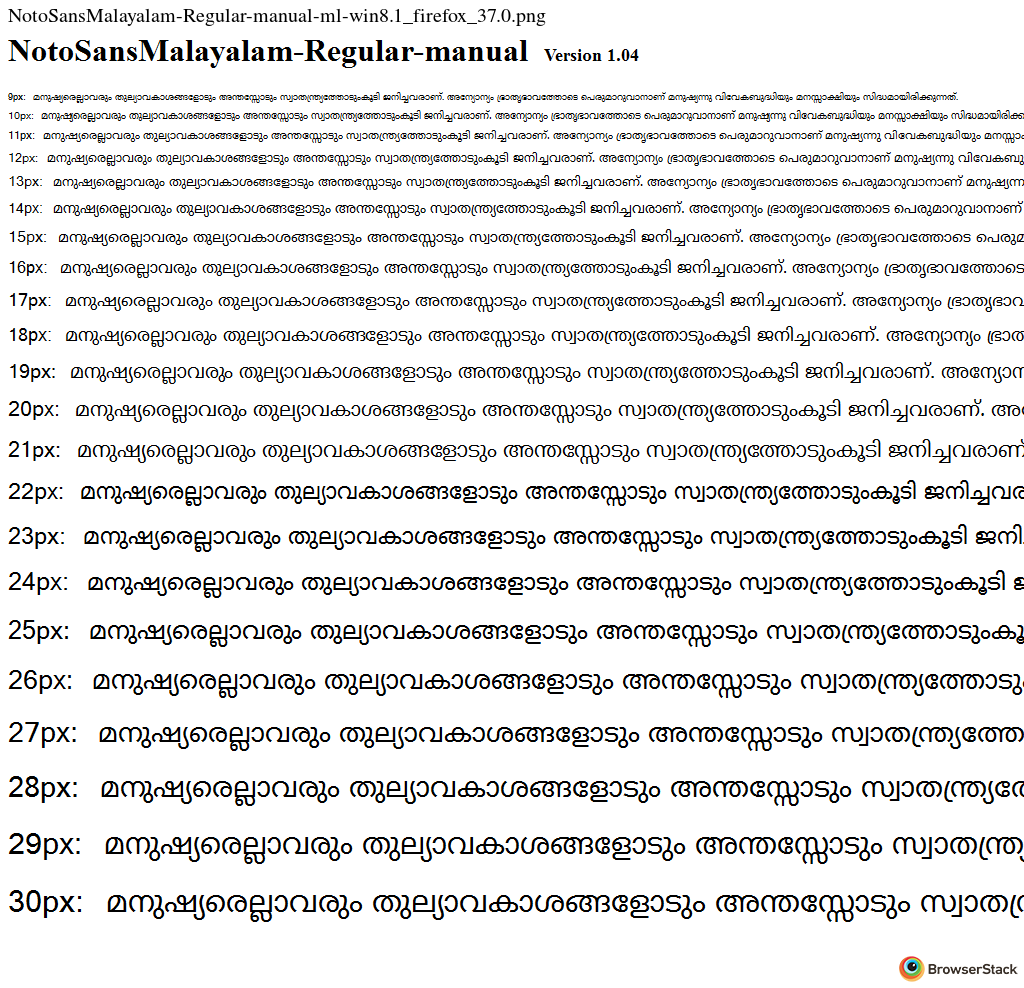 NotoSansMalayalam-Regular-manual-ml-win8.1_firefox_37.0.png
NotoSansMalayalam-Regular-manual Version 1.04
9px: മനുഷ്യരെല്ലാവരും തുല്യാവകാശങ്ങളോടും അന്തസ്സോടും സ്വാതന്ത്ര്യത്തോടുംകൂടി ജനിച്ചവരാണ്. അന്യോന്യം ഭ്രാതൃഭാവത്തോടെ പെരുമാറുവാനാണ് മനുഷ്യന്നു വിവേകബുദ്ധിയും മനസ്സാക്ഷിയും സിദ്ധമായിരിക്കുന്നത്.
10px: മനുഷ്യരെല്ലാവരും തുല്യാവകാശങ്ങളോടും അന്തസ്സോടും സ്വാതന്ത്ര്യത്തോടുംകൂടി ജനിച്ചവരാണ്. അന്യോന്യം ഭ്രാതൃഭാവത്തോടെ പെരുമാറുവാനാണ് മനുഷ്യന്നു വിവേകബുദ്ധിയും മനസ്സാക്ഷിയും
11px: മനുഷ്യരെല്ലാവരും തുല്യാവകാശങ്ങളോടും അന്തസ്സോടും സ്വാതന്ത്ര്യത്തോടുംകൂടി ജനിച്ചവരാണ്. അന്യോന്യം ഭ്രാതൃഭാവത്തോടെ പെരുമാറുവാനാണ് മനുഷ്യന്നു വിവേകബുദ്ധിയും
12px: മനുഷ്യരെല്ലാവരും തുല്യാവകാശങ്ങളോടും അന്തസ്സോടും സ്വാതന്ത്ര്യത്തോടുംകൂടി ജനിച്ചവരാണ്. അന്യോന്യം ഭ്രാതൃഭാവത്തോടെ പെരുമാറുവാനാണ് മനുഷ്യന്നു
13px: മനുഷ്യരെല്ലാവരും തുല്യാവകാശങ്ങളോടും അന്തസ്സോടും സ്വാതന്ത്ര്യത്തോടുംകൂടി ജനിച്ചവരാണ്. അന്യോന്യം ഭ്രാതൃഭാവത്തോടെ പെരുമാറുവാനാണ്
14px: മനുഷ്യരെല്ലാവരും തുല്യാവകാശങ്ങളോടും അന്തസ്സോടും സ്വാതന്ത്ര്യത്തോടുംകൂടി ജനിച്ചവരാണ്. അന്യോന്യം ഭ്രാതൃഭാവത്തോടെ പെരുമാറുവാനാണ്
15px: മനുഷ്യരെല്ലാവരും തുല്യാവകാശങ്ങളോടും അന്തസ്സോടും സ്വാതന്ത്ര്യത്തോടുംകൂടി ജനിച്ചവരാണ്. അന്യോന്യം ഭ്രാതൃഭാവത്തോടെ
16px: മനുഷ്യരെല്ലാവരും തുല്യാവകാശങ്ങളോടും അന്തസ്സോടും സ്വാതന്ത്ര്യത്തോടുംകൂടി ജനിച്ചവരാണ്. അന്യോന്യം ഭ്രാതൃഭാവത്തോടെ
17px: മനുഷ്യരെല്ലാവരും തുല്യാവകാശങ്ങളോടും അന്തസ്സോടും സ്വാതന്ത്ര്യത്തോടുംകൂടി ജനിച്ചവരാണ്. അന്യോന്യം
18px: മനുഷ്യരെല്ലാവരും തുല്യാവകാശങ്ങളോടും അന്തസ്സോടും സ്വാതന്ത്ര്യത്തോടുംകൂടി ജനിച്ചവരാണ്. അന്യോന്യം
19px: മനുഷ്യരെല്ലാവരും തുല്യാവകാശങ്ങളോടും അന്തസ്സോടും സ്വാതന്ത്ര്യത്തോടുംകൂടി ജനിച്ചവരാണ്.
20px: മനുഷ്യരെല്ലാവരും തുല്യാവകാശങ്ങളോടും അന്തസ്സോടും സ്വാതന്ത്ര്യത്തോടുംകൂടി ജനിച്ചവരാണ്.
21px: മനുഷ്യരെല്ലാവരും തുല്യാവകാശങ്ങളോടും അന്തസ്സോടും സ്വാതന്ത്ര്യത്തോടുംകൂടി ജനിച്ചവരാണ്
22px: മനുഷ്യരെല്ലാവരും തുല്യാവകാശങ്ങളോടും അന്തസ്സോടും സ്വാതന്ത്ര്യത്തോടുംകൂടി
23px: മനുഷ്യരെല്ലാവരും തുല്യാവകാശങ്ങളോടും അന്തസ്സോടും സ്വാതന്ത്ര്യത്തോടുംകൂടി
24px: മനുഷ്യരെല്ലാവരും തുല്യാവകാശങ്ങളോടും അന്തസ്സോടും സ്വാതന്ത്ര്യത്തോടുംകൂടി
25px: മനുഷ്യരെല്ലാവരും തുല്യാവകാശങ്ങളോടും അന്തസ്സോടും സ്വാതന്ത്ര്യത്തോടുംകൂ
26px: മനുഷ്യരെല്ലാവരും തുല്യാവകാശങ്ങളോടും അന്തസ്സോടും സ്വാതന്ത്ര്യത്തോടും
27px: മനുഷ്യരെല്ലാവരും തുല്യാവകാശങ്ങളോടും അന്തസ്സോടും സ്വാതന്ത്ര്യത്തോ
28px: മനുഷ്യരെല്ലാവരും തുല്യാവകാശങ്ങളോടും അന്തസ്സോടും
29px: മനുഷ്യരെല്ലാവരും തുല്യാവകാശങ്ങളോടും അന്തസ്സോടും
30px: മനുഷ്യരെല്ലാവരും തുല്യാവകാശങ്ങളോടും അന്തസ്സോടും
BrowserStack